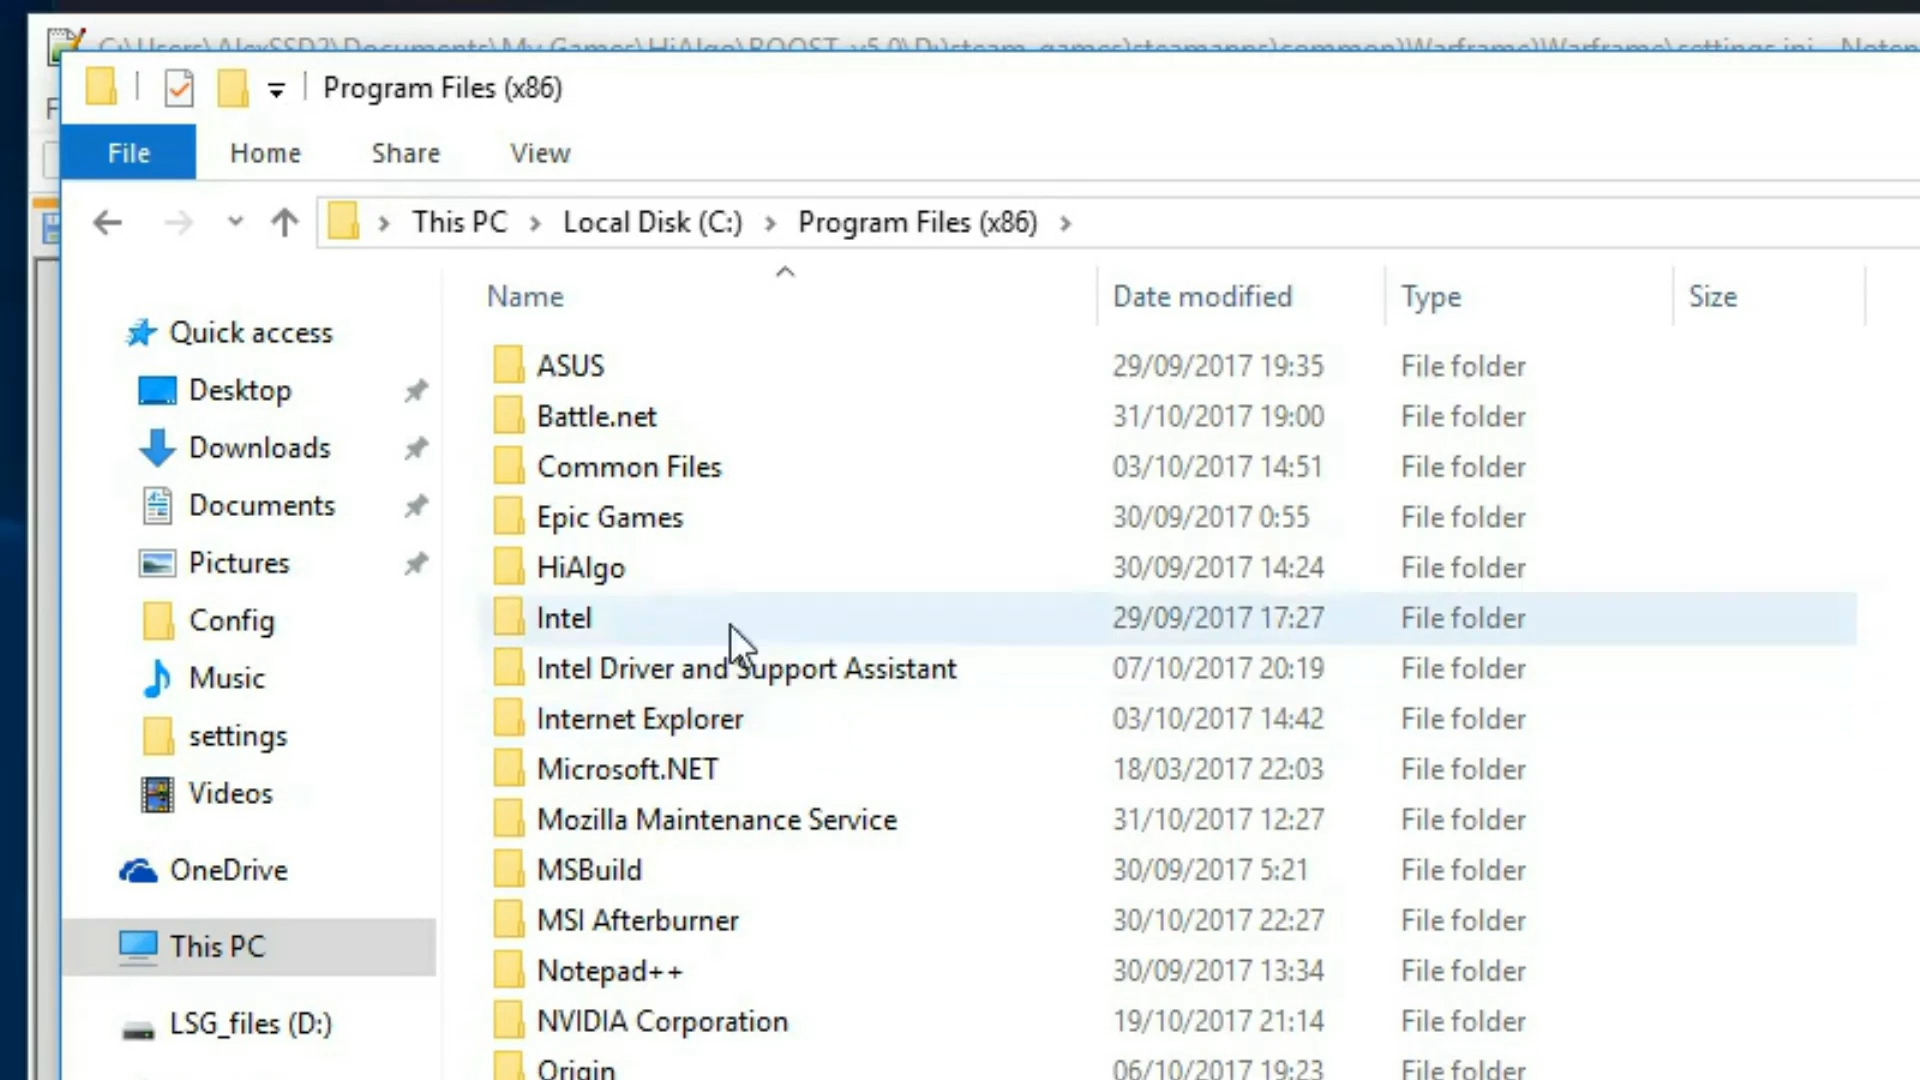 C:\Users\AlexSSD2\Documents\My Games\HiAlgo\BOOST_v5.0\D;\steam_games\steamapps\common\Warframe\Warframe\settings.ini - Notep
Program Files (x86)
F
File Home Share View
This PC Local Disk (C:) Program Files (x86)
Name Date modified Type Size
Quick access
Desktop
Downloads
Documents
Pictures
Config
Music
settings
Videos
OneDrive
This PC
LSG_files (D:)
ASUS 29/09/2017 19:35 File folder
Battle.net 31/10/2017 19:00 File folder
Common Files 03/10/2017 14:51 File folder
Epic Games 30/09/2017 0:55 File folder
HiAlgo 30/09/2017 14:24 File folder
Intel 29/09/2017 17:27 File folder
Intel Driver and Support Assistant 07/10/2017 20:19 File folder
Internet Explorer 03/10/2017 14:42 File folder
Microsoft.NET 18/03/2017 22:03 File folder
Mozilla Maintenance Service 31/10/2017 12:27 File folder
MSBuild 30/09/2017 5:21 File folder
MSI Afterburner 30/10/2017 22:27 File folder
Notepad++ 30/09/2017 13:34 File folder
NVIDIA Corporation 19/10/2017 21:14 File folder
Origin 06/10/2017 19:23 File folder